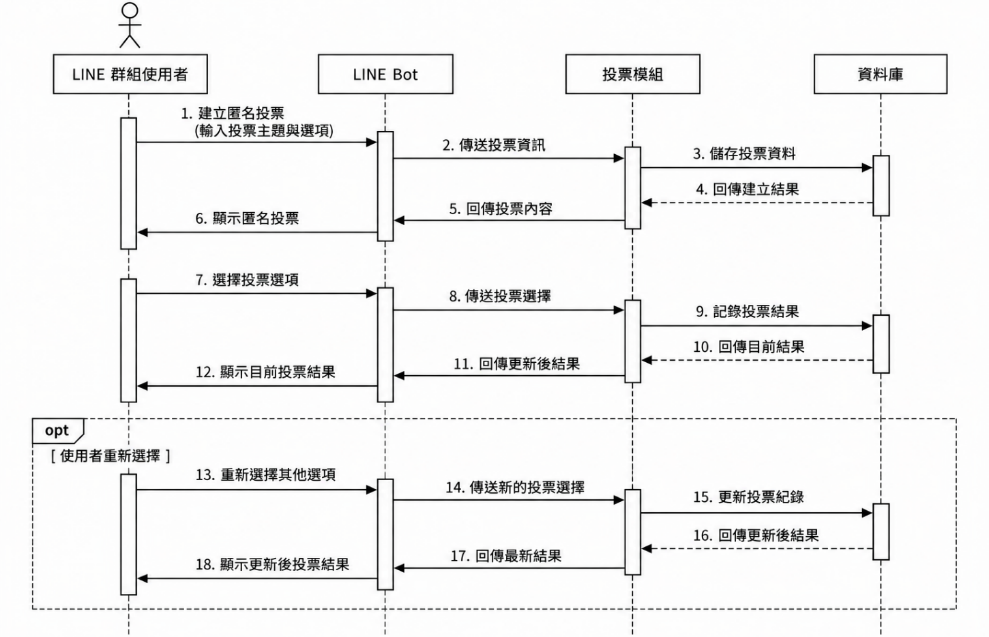 LINE 群組使用者
LINE Bot
投票模組
資料庫
1. 建立匿名投票
(輸入投票主題與選項)
2. 傳送投票資訊
3. 儲存投票資料
4. 回傳建立結果
5. 回傳投票內容
6. 顯示匿名投票
7. 選擇投票選項
8. 傳送投票選擇
9. 記錄投票結果
10. 回傳目前結果
11. 回傳更新後結果
12. 顯示目前投票結果
opt
[ 使用者重新選擇 ]
13. 重新選擇其他選項
14. 傳送新的投票選擇
15. 更新投票紀錄
16. 回傳更新後結果
17. 回傳最新結果
18. 顯示更新後投票結果